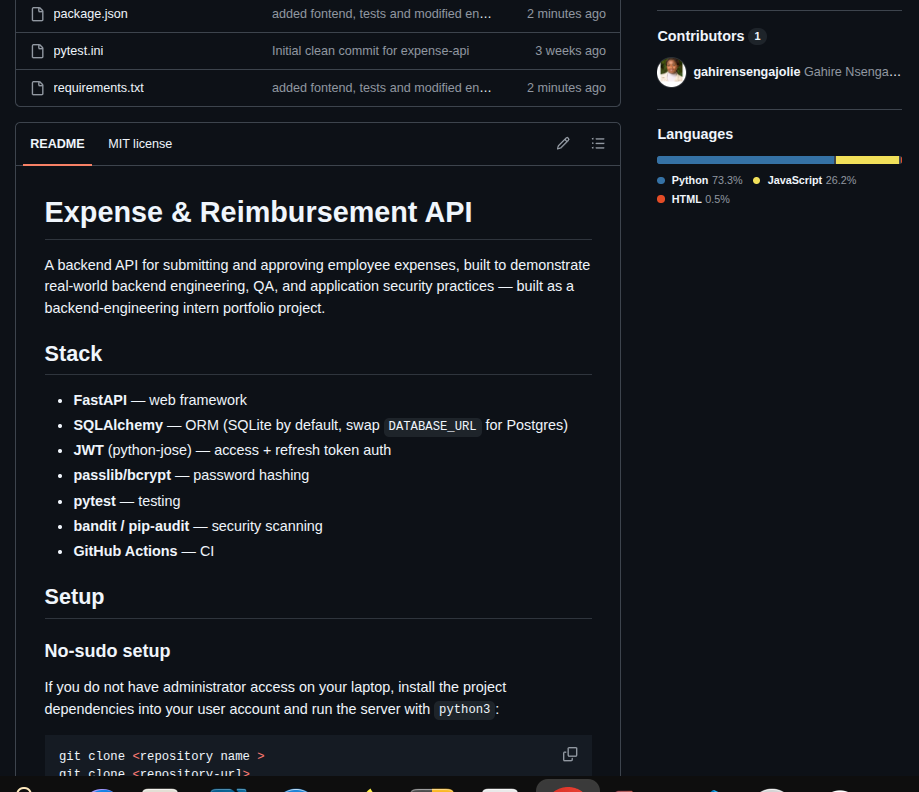 package.json added fontend, tests and modified en... 2 minutes ago
pytest.ini Initial clean commit for expense-api 3 weeks ago
requirements.txt added fontend, tests and modified en... 2 minutes ago
README MIT license
Expense & Reimbursement API
A backend API for submitting and approving employee expenses, built to demonstrate
real-world backend engineering, QA, and application security practices — built as a
backend-engineering intern portfolio project.
Stack
• FastAPI — web framework
• SQLAlchemy — ORM (SQLite by default, swap DATABASE_URL for Postgres)
• JWT (python-jose) — access + refresh token auth
• passlib/bcrypt — password hashing
• pytest — testing
• bandit / pip-audit — security scanning
• GitHub Actions — CI
Setup
No-sudo setup
If you do not have administrator access on your laptop, install the project
dependencies into your user account and run the server with python3:
git clone <repository name >
git clone <repository-url>
Contributors 1
gahirensengajolie Gahire Nsenga...
Languages
Python 73.3% JavaScript 26.2%
HTML 0.5%